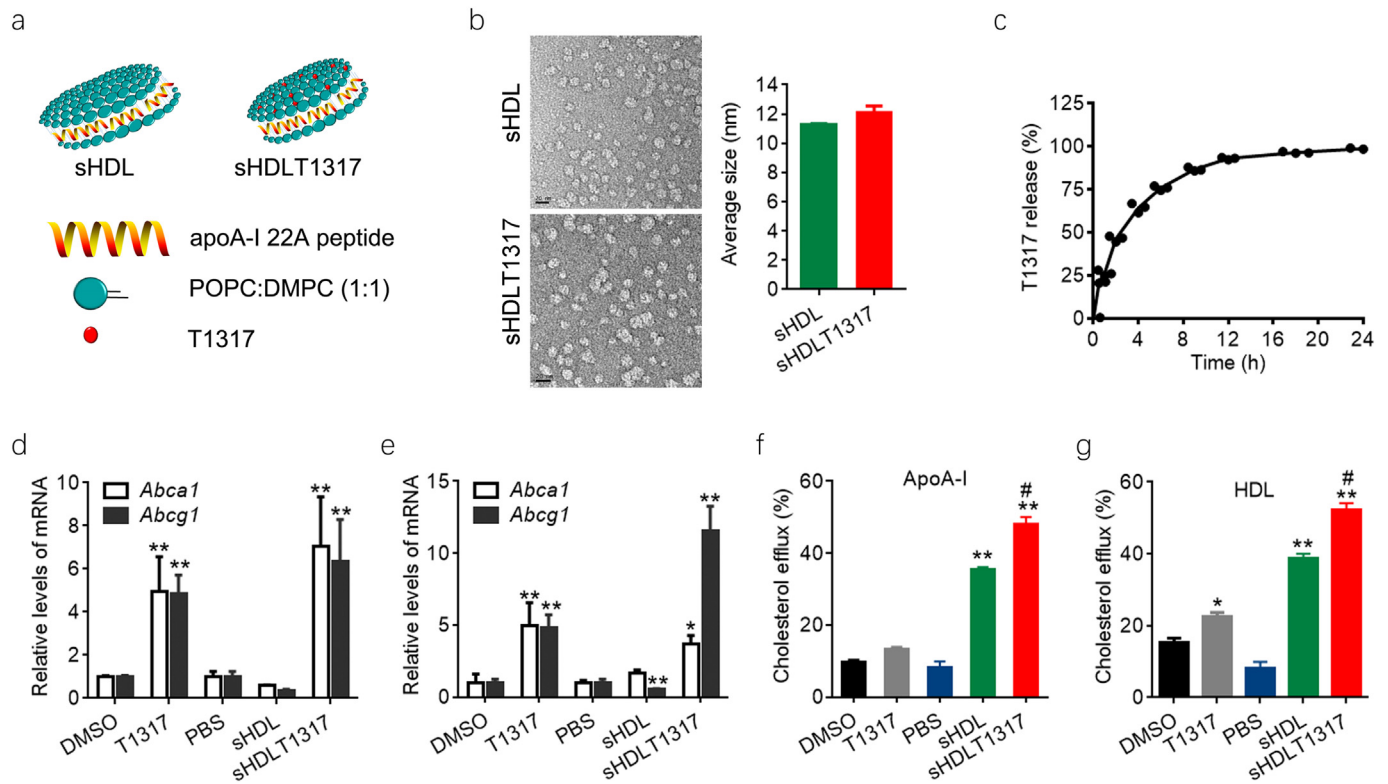 a
sHDL
sHDLT1317
apoA-I 22A peptide
POPC:DMPC (1:1)
T1317
b
sHDL
sHDLT1317
Average size (nm)
14
12
10
8
6
4
2
0
sHDL
sHDLT1317
c
T1317 release (%)
125
100
75
50
25
0
0 4 8 12 16 20 24
Time (h)
d
Relative levels of mRNA
10
8
6
4
2
0
Abca1
Abcg1
** ** ** **
DMSO
T1317
PBS
sHDL
sHDLT1317
e
Relative levels of mRNA
15
10
5
0
Abca1
Abcg1
** ** ** * **
DMSO
T1317
PBS
sHDL
sHDLT1317
f
ApoA-I
Cholesterol efflux (%)
60
40
20
0
** # **
DMSO
T1317
PBS
sHDL
sHDLT1317
g
HDL
Cholesterol efflux (%)
60
40
20
0
* ** # **
DMSO
T1317
PBS
sHDL
sHDLT1317